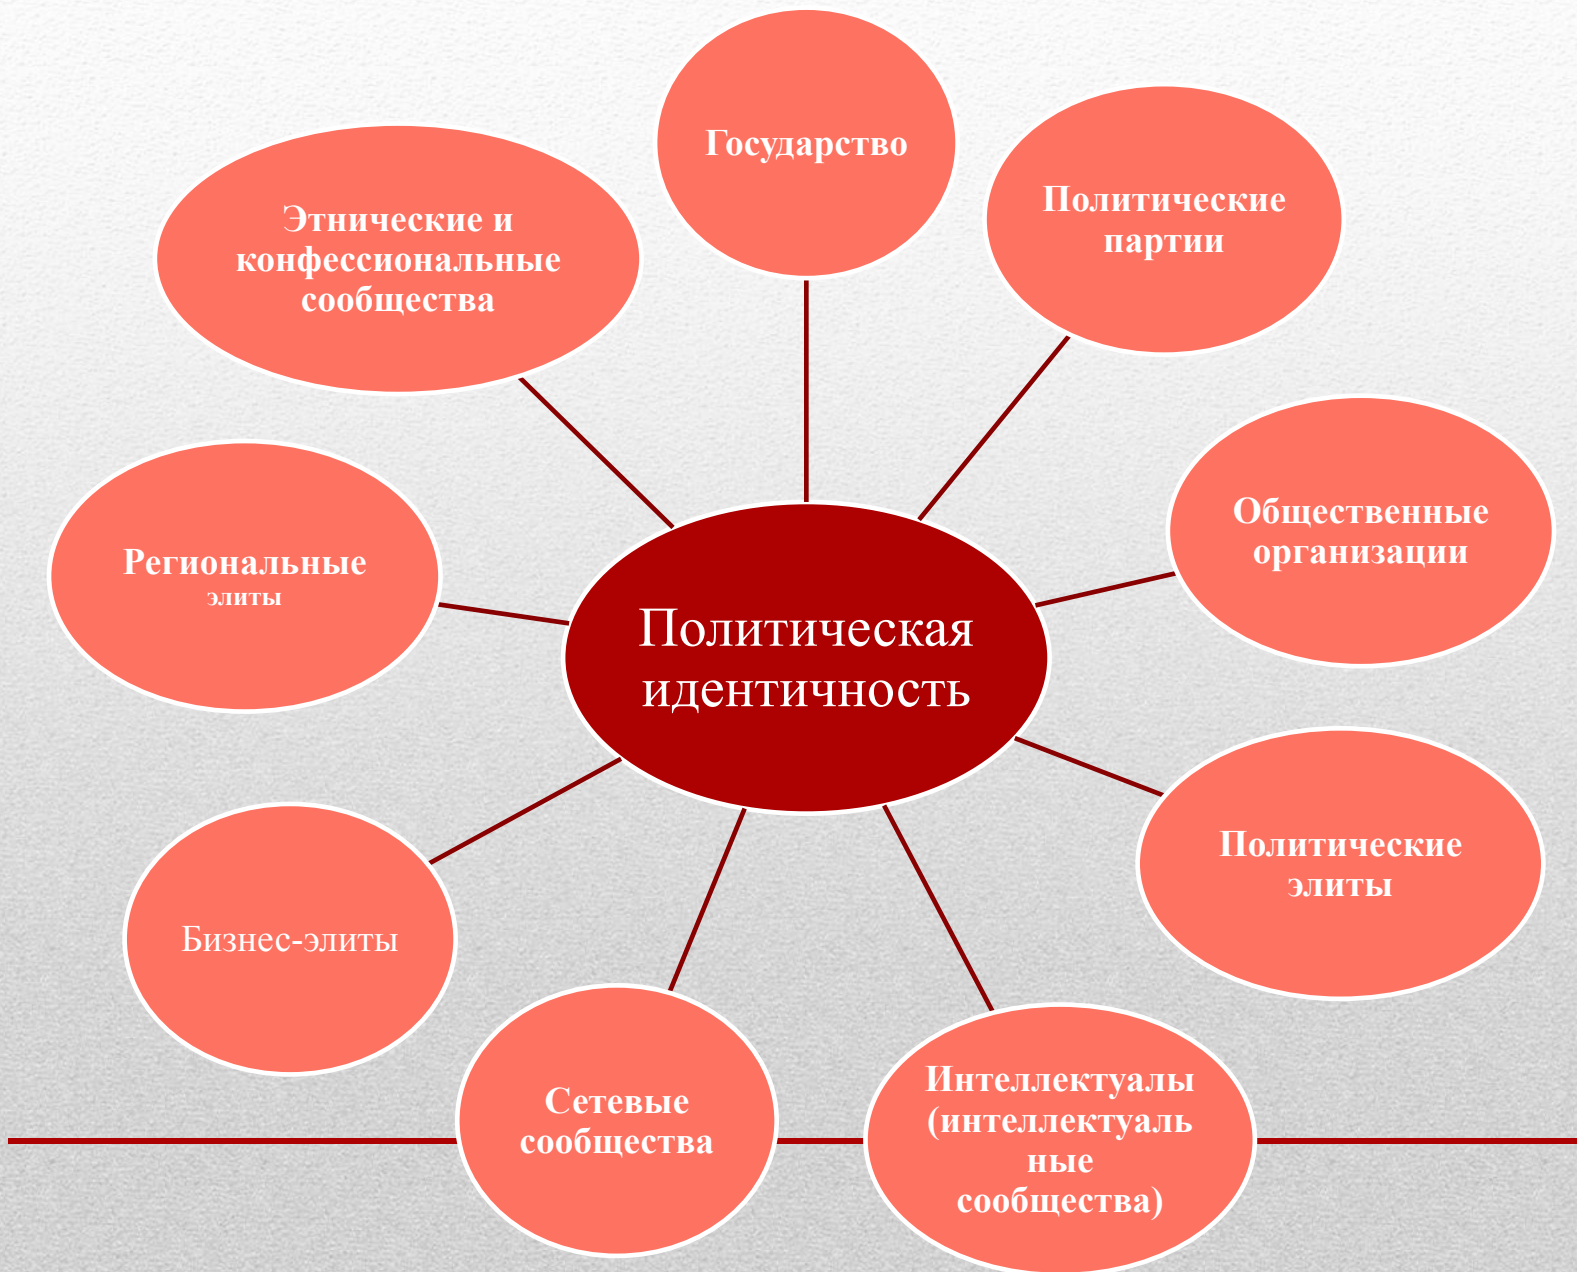 Государство
Политические
партии
Общественные
организации
Политические
элиты
Интеллектуалы
(интеллектуаль
ные
сообщества)
Сетевые
сообщества
Бизнес-элиты
Региональные
элиты
Этнические и
конфессиональные
сообщества
Политическая
идентичность